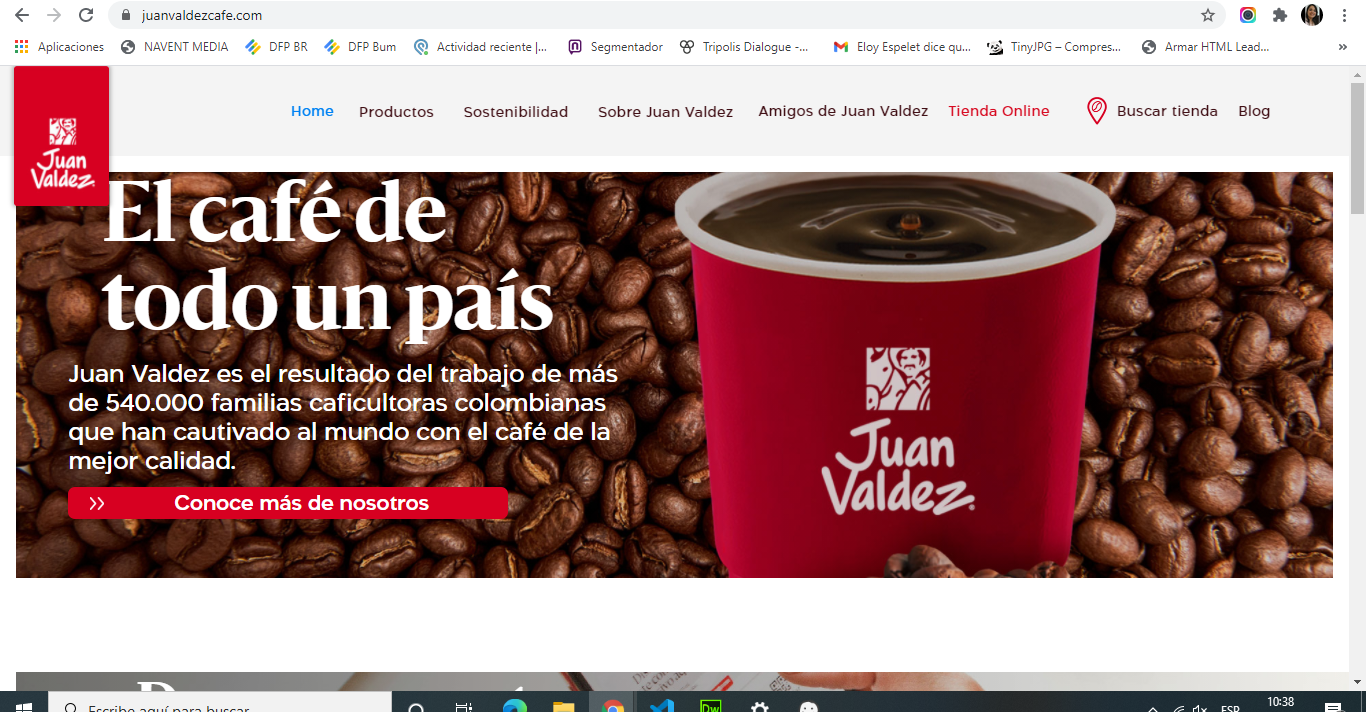 juanvaldezcafe.com
Aplicaciones
NAVENT MEDIA
DFP BR
DFP Bum
Actividad reciente |...
Segmentador
Tripolis Dialogue -...
Eloy Espelet dice qu...
TinyJPG – Compres...
Armar HTML Lead...
»
Juan
Valdez
Home
Productos
Sostenibilidad
Sobre Juan Valdez
Amigos de Juan Valdez
Tienda Online
Buscar tienda
Blog
El café de
todo un país
Juan Valdez es el resultado del trabajo de más
de 540.000 familias caficultoras colombianas
que han cautivado al mundo con el café de la
mejor calidad.
Conoce más de nosotros
Juan
Valdez
Escribe aquí para buscar
Dw
ESP
10:38